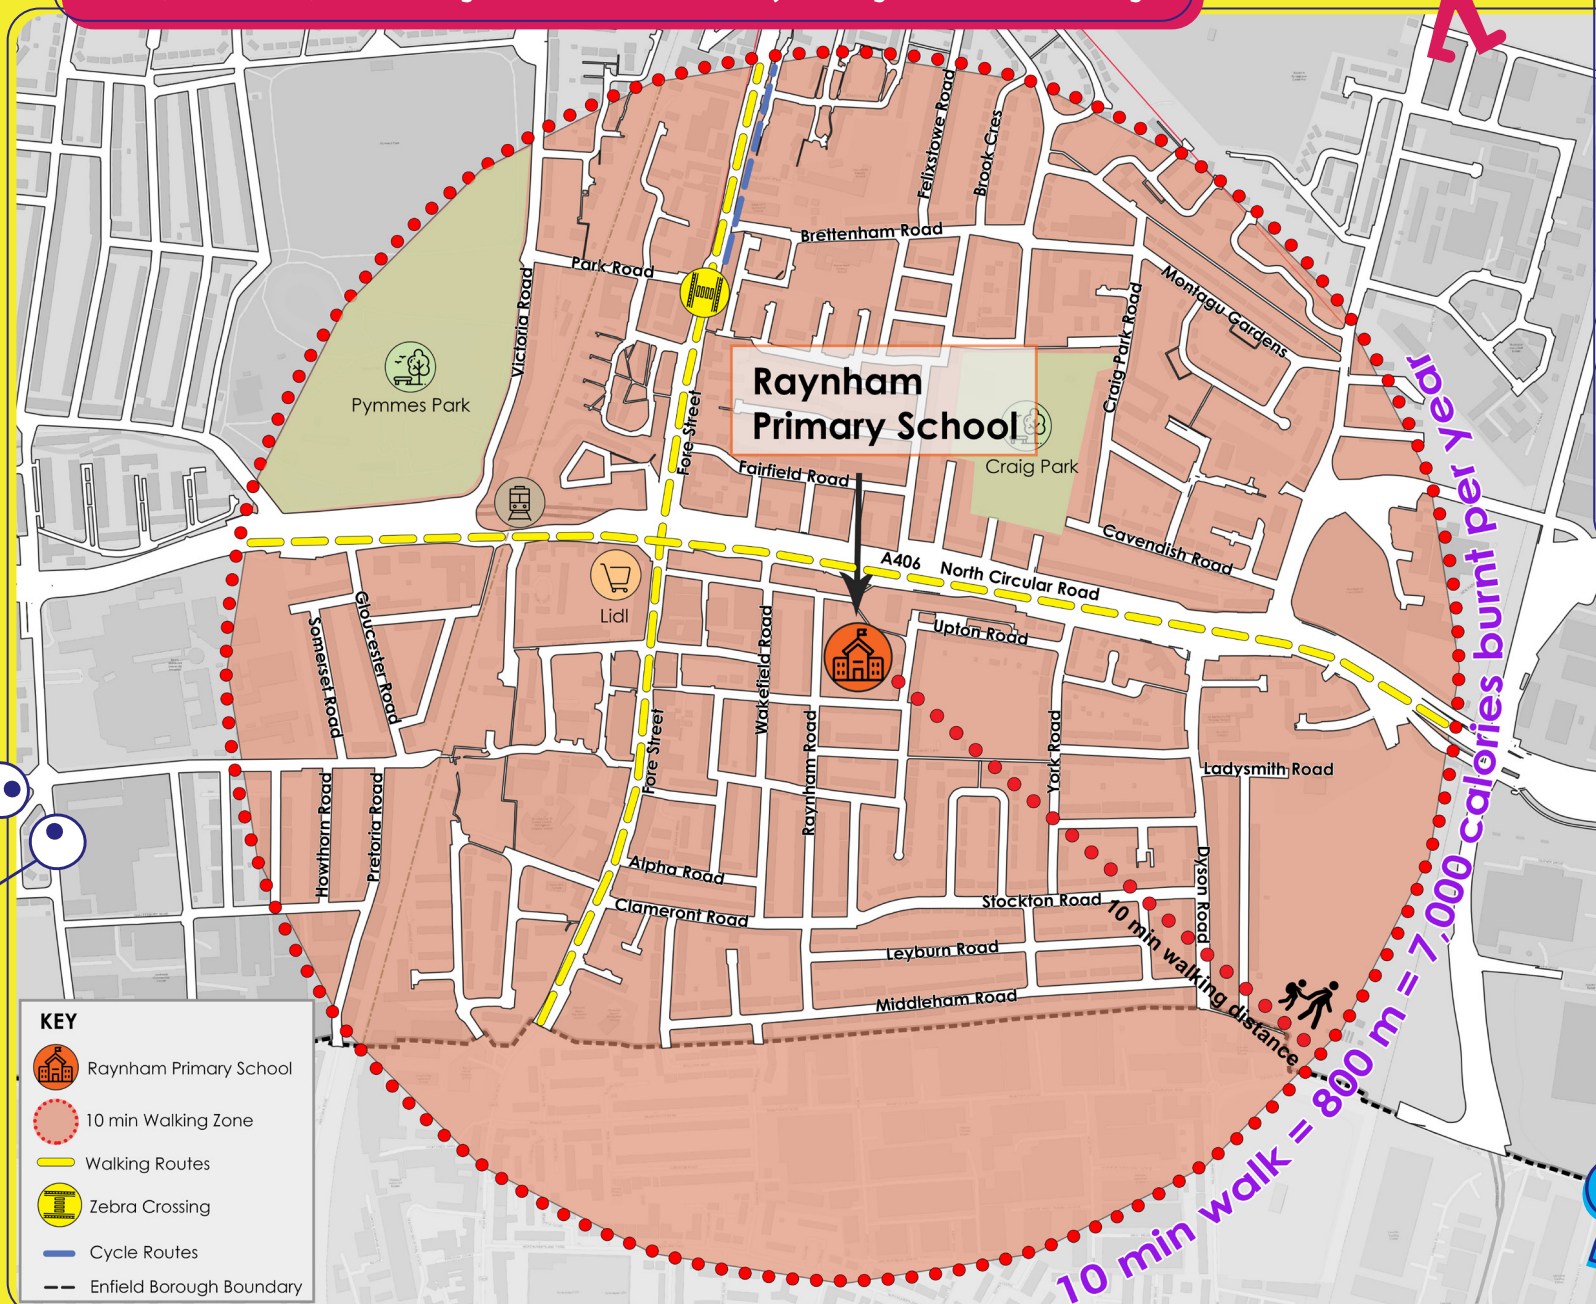 Felixstowe Road
Brook Cres
Brettenham Road
Park Road
Victoria Road
Montagu Gardens
Craig Park Road
Pymmes Park
Raynham
Primary School
Craig Park
Fore Street
Fairfield Road
Cavendish Road
A406 North Circular Road
Lidl
Upton Road
Gloucester Road
Somerset Road
Wakefield Road
Fore Street
Raynham Road
York Road
Ladysmith Road
Howthorn Road
Pretoria Road
Alpha Road
Clameront Road
Stockton Road
Dyson Road
Leyburn Road
Middleham Road
10 min walking distance
10 min walk = 800 m = 7,000 calories burnt per year
KEY
Raynham Primary School
10 min Walking Zone
Walking Routes
Zebra Crossing
Cycle Routes
Enfield Borough Boundary